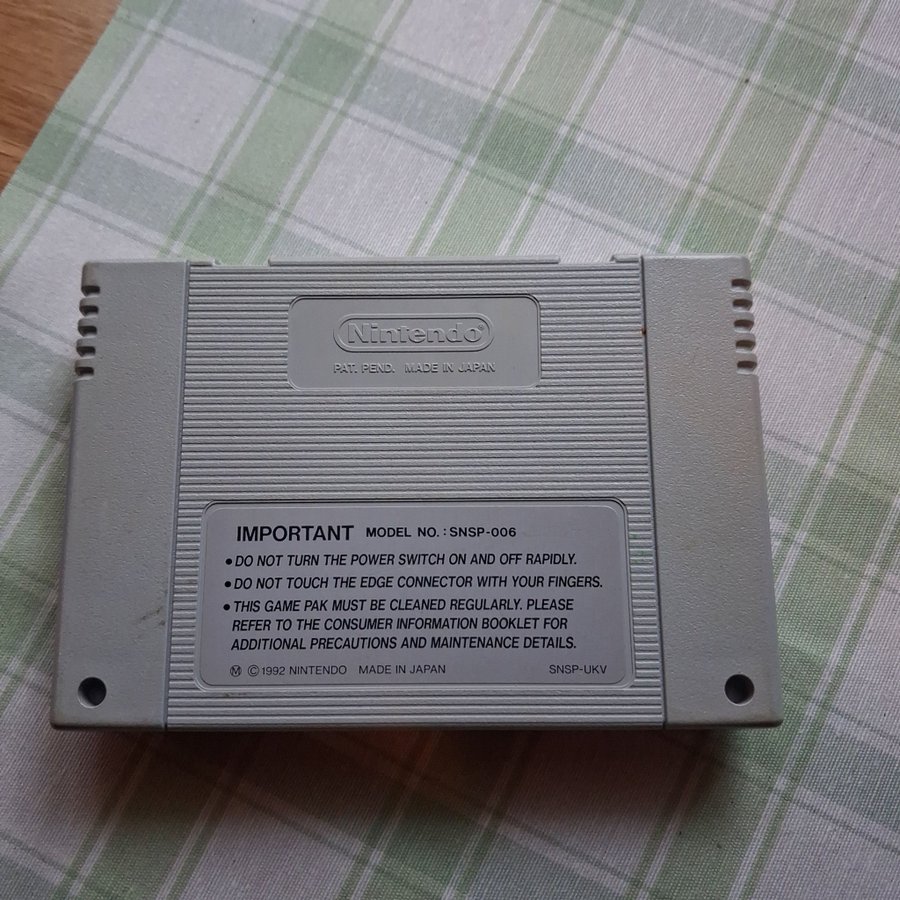 Nintendo®
PAT. PEND. MADE IN JAPAN
IMPORTANT MODEL NO.: SNSP-006
• DO NOT TURN THE POWER SWITCH ON AND OFF RAPIDLY.
• DO NOT TOUCH THE EDGE CONNECTOR WITH YOUR FINGERS.
• THIS GAME PAK MUST BE CLEANED REGULARLY. PLEASE
REFER TO THE CONSUMER INFORMATION BOOKLET FOR
ADDITIONAL PRECAUTIONS AND MAINTENANCE DETAILS.
Ⓜ © 1992 NINTENDO MADE IN JAPAN SNSP-UKV